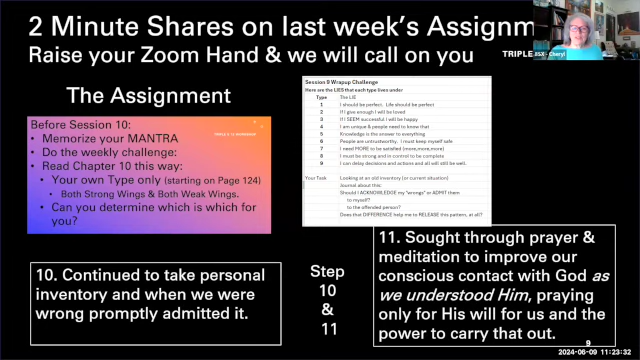 2 Minute Shares on last week's Assignm
Raise your Zoom Hand & we will call on you
TRIPLE
IISX - Cheryl
The Assignment
Before Session 10:
• Memorize your MANTRA
• Do the weekly challenge:
• Read Chapter 10 this way:
• Your own Type only (starting on Page 124)
• Both Strong Wings & Both Weak Wings.
• Can you determine which is which for
you?
Session 9 Wrapup Challenge
Here are the LIES that each type lives under
Type The LIE
1 I should be perfect. Life should be perfect
2 If I give enough I will be loved
3 If I SEEM successful I will be happy
4 I am unique & people need to know that
5 Knowledge is the answer to everything
6 People are untrustworthy. I must keep myself safe
7 I need MORE to be satisfied (more,more,more)
8 I must be strong and in control to be complete
9 I can delay decisions and actions and all will still be well.
Your Task Looking at an old inventory (or current situation)
Journal about this:
Should I ACKNOWLEDGE my "wrongs" or ADMIT them
to myself?
to the offended person?
Does that DIFFERENCE help me to RELEASE this pattern, at all?
10. Continued to take personal
inventory and when we were
wrong promptly admitted it.
Step
10
&
11
11. Sought through prayer &
meditation to improve our
conscious contact with God as
we understood Him, praying
only for His will for us and the
power to carry that out.
9
2024-06-09 11:23:32